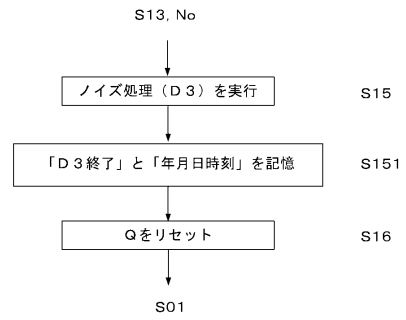 S13, No
ノイズ処理（D3）を実行
S15
「D3終了」と「年月日時刻」を記憶
S151
Qをリセット
S16
S01